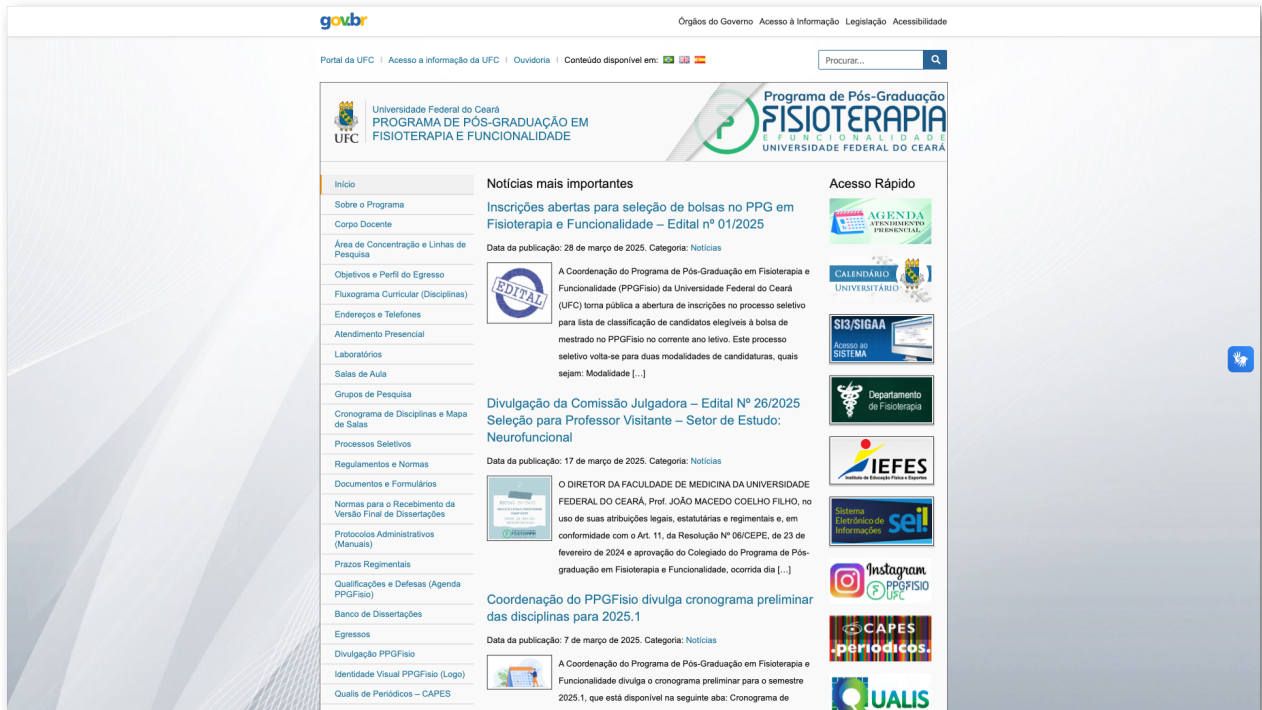 gov.br
Órgãos do Governo Acesso à Informação Legislação Acessibilidade
Portal da UFC | Acesso a informação da UFC | Ouvidoria | Conteúdo disponível em:
Procurar...
UFC
Universidade Federal do Ceará
PROGRAMA DE PÓS-GRADUAÇÃO EM
FISIOTERAPIA E FUNCIONALIDADE
Programa de Pós-Graduação
FISIOTERAPIA
E FUNCIONALIDADE
UNIVERSIDADE FEDERAL DO CEARÁ
Início
Sobre o Programa
Corpo Docente
Área de Concentração e Linhas de
Pesquisa
Objetivos e Perfil do Egresso
Fluxograma Curricular (Disciplinas)
Endereços e Telefones
Atendimento Presencial
Laboratórios
Salas de Aula
Grupos de Pesquisa
Cronograma de Disciplinas e Mapa
de Salas
Processos Seletivos
Regulamentos e Normas
Documentos e Formulários
Normas para o Recebimento da
Versão Final de Dissertações
Protocolos Administrativos
(Manuais)
Prazos Regimentais
Qualificações e Defesas (Agenda
PPGFisio)
Banco de Dissertações
Egressos
Divulgação PPGFisio
Identidade Visual PPGFisio (Logo)
Qualis de Periódicos – CAPES
Notícias mais importantes
Inscrições abertas para seleção de bolsas no PPG em
Fisioterapia e Funcionalidade – Edital nº 01/2025
Data da publicação: 28 de março de 2025. Categoria: Notícias
EDITAL
A Coordenação do Programa de Pós-Graduação em Fisioterapia e
Funcionalidade (PPGFisio) da Universidade Federal do Ceará
(UFC) torna pública a abertura de inscrições no processo seletivo
para lista de classificação de candidatos elegíveis à bolsa de
mestrado no PPGFisio no corrente ano letivo. Este processo
seletivo volta-se para duas modalidades de candidaturas, quais
sejam: Modalidade […]
Divulgação da Comissão Julgadora – Edital Nº 26/2025
Seleção para Professor Visitante – Setor de Estudo:
Neurofuncional
Data da publicação: 17 de março de 2025. Categoria: Notícias
O DIRETOR DA FACULDADE DE MEDICINA DA UNIVERSIDADE
FEDERAL DO CEARÁ, Prof. JOÃO MACEDO COELHO FILHO, no
uso de suas atribuições legais, estatutárias e regimentais e, em
conformidade com o Art. 11, da Resolução Nº 06/CEPE, de 23 de
fevereiro de 2024 e aprovação do Colegiado do Programa de Pós-
graduação em Fisioterapia e Funcionalidade, ocorrida dia […]
Coordenação do PPGFisio divulga cronograma preliminar
das disciplinas para 2025.1
Data da publicação: 7 de março de 2025. Categoria: Notícias
A Coordenação do Programa de Pós-Graduação em Fisioterapia e
Funcionalidade divulga o cronograma preliminar para o semestre
2025.1, que está disponível na seguinte aba: Cronograma de
Acesso Rápido
AGENDA
ATENDIMENTO
PRESENCIAL
CALENDÁRIO
UNIVERSITÁRIO
SI3/SIGAA
Acesso ao
SISTEMA
Departamento
de Fisioterapia
IEFES
Instituto de Educação Física e Esportes
Sistema
Eletrônico de
Informações
sei!
Instagram
PPGFISIO
UFC
CAPES
.periodicos.
QUALIS